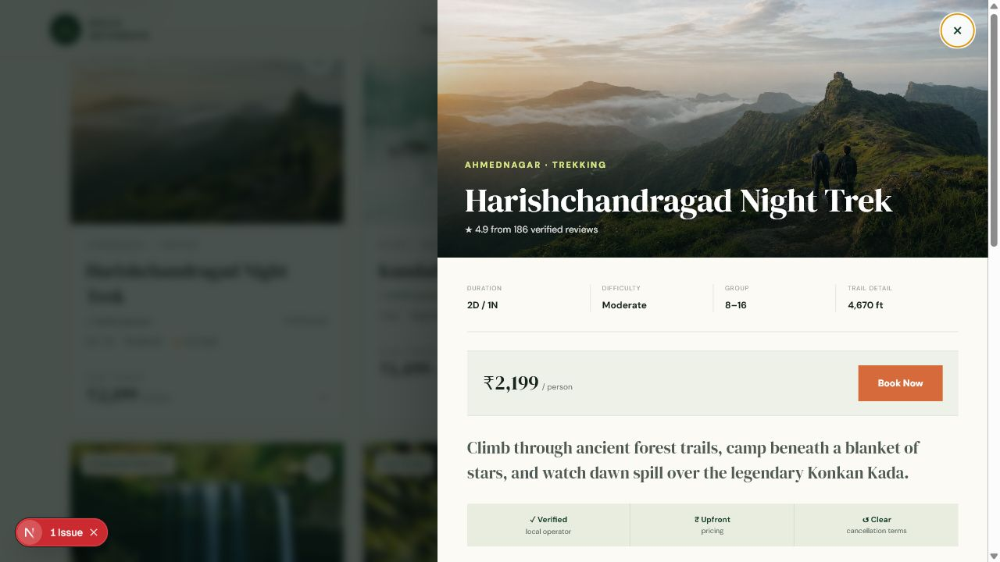 AHMEDNAGAR · TREKKING
Harishchandragad Night Trek
★ 4.9 from 186 verified reviews
DURATION
2D / 1N
DIFFICULTY
Moderate
GROUP
8–16
TRAIL DETAIL
4,670 ft
₹2,199 / person
Book Now
Climb through ancient forest trails, camp beneath a blanket of
stars, and watch dawn spill over the legendary Konkan Kada.
✓ Verified
local operator
₹ Upfront
pricing
↺ Clear
cancellation terms
Harishchandragad Night
Trek
1 Issue